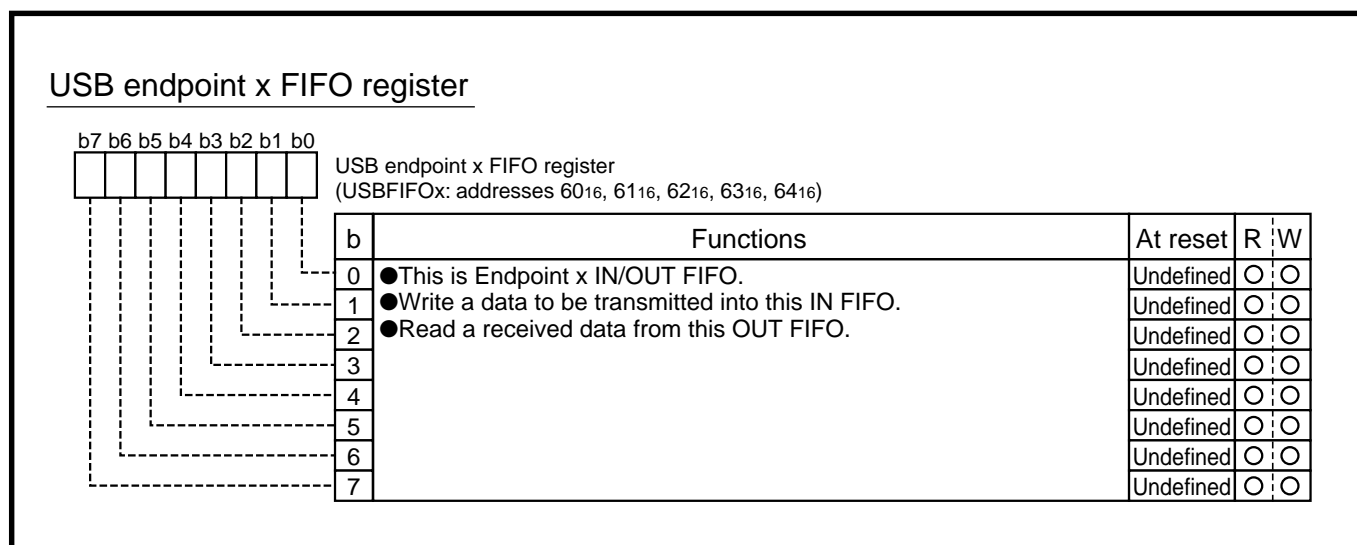 USB endpoint x FIFO register
b7 b6 b5 b4 b3 b2 b1 b0
USB endpoint x FIFO register
(USBFIFOx: addresses 6016, 6116, 6216, 6316, 6416)
b Functions At reset R W
0 ●This is Endpoint x IN/OUT FIFO. Undefined O O
1 ●Write a data to be transmitted into this IN FIFO. Undefined O O
2 ●Read a received data from this OUT FIFO. Undefined O O
3 Undefined O O
4 Undefined O O
5 Undefined O O
6 Undefined O O
7 Undefined O O